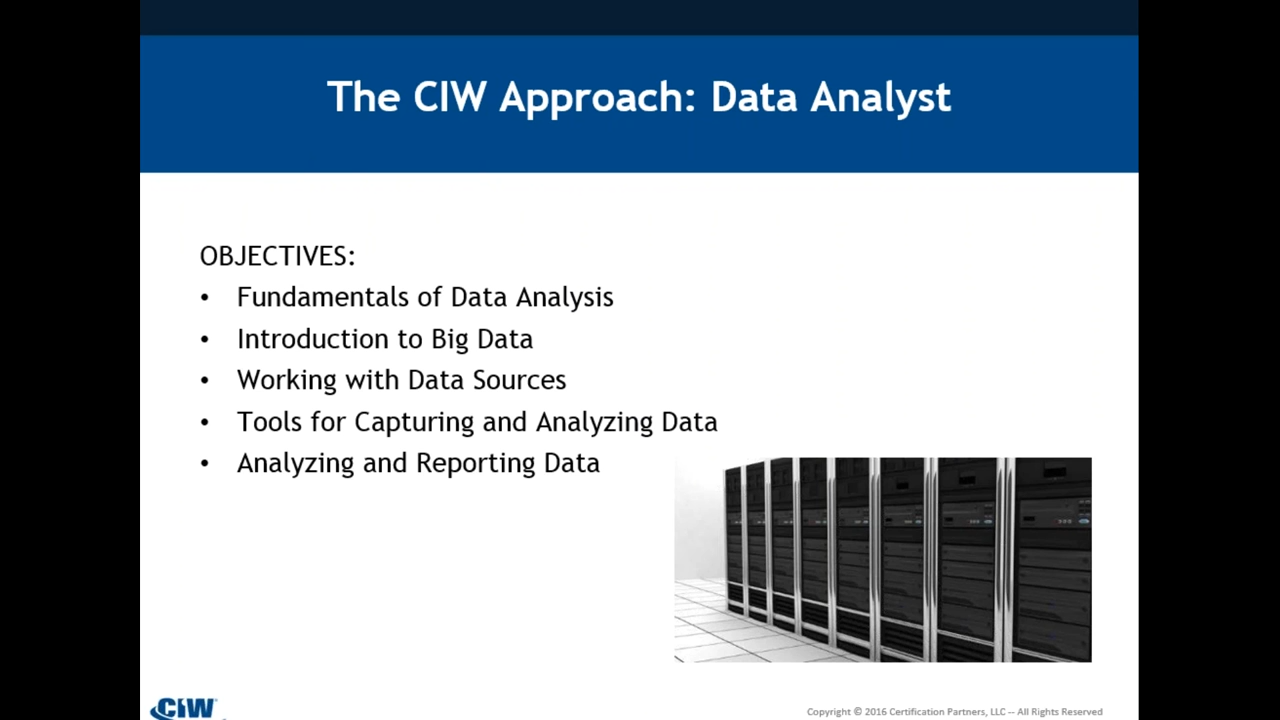 The CIW Approach: Data Analyst
OBJECTIVES:
• Fundamentals of Data Analysis
• Introduction to Big Data
• Working with Data Sources
• Tools for Capturing and Analyzing Data
• Analyzing and Reporting Data
CIW
Copyright © 2016 Certification Partners, LLC -- All Rights Reserved